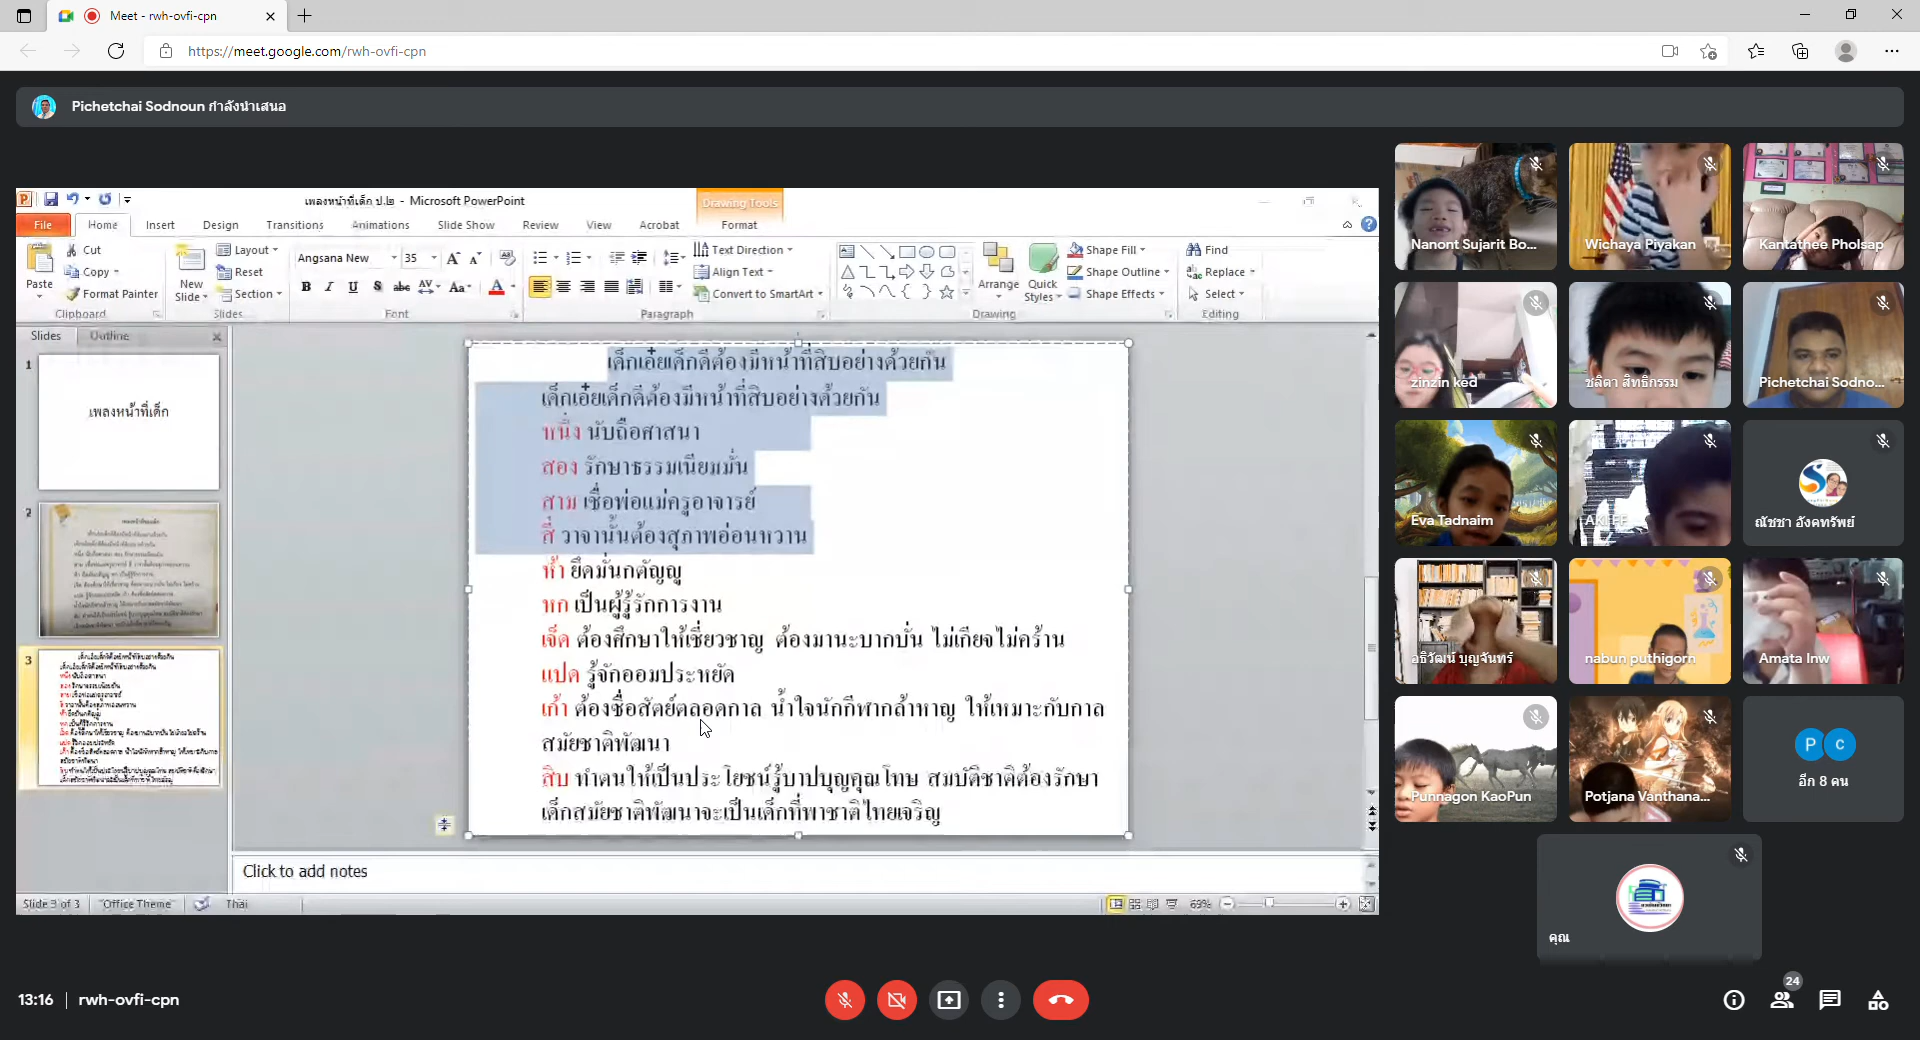 Meet - rwh-ovfi-cpn
https://meet.google.com/rwh-ovfi-cpn
Pichetchai Sodnoun กำลังนำเสนอ
เพลงหน้าที่เด็ก ป.๒ - Microsoft PowerPoint
Drawing Tools
File Home Insert Design Transitions Animations Slide Show Review View Acrobat Format
Paste
Cut
Copy
Format Painter
Clipboard
New Slide
Layout
Reset
Section
Slides
Angsana New 35
Font
Text Direction
Align Text
Convert to SmartArt
Paragraph
Arrange
Quick Styles
Shape Fill
Shape Outline
Shape Effects
Drawing
Find
Replace
Select
Editing
Slides Outline
1
เพลงหน้าที่เด็ก
2
3
เด็กเอ๋ยเด็กดีต้องมีหน้าที่สิบอย่างด้วยกัน
เด็กเอ๋ยเด็กดีต้องมีหน้าที่สิบอย่างด้วยกัน
หนึ่ง นับถือศาสนา
สอง รักษาธรรมเนียมมั่น
สาม เชื่อพ่อแม่ครูอาจารย์
สี่ วาจานั้นต้องสุภาพอ่อนหวาน
ห้า ยึดมั่นกตัญญู
หก เป็นผู้รู้รักการงาน
เจ็ด ต้องศึกษาให้เชี่ยวชาญ ต้องมานะบากบั่น ไม่เกียจไม่คร้าน
แปด รู้จักออมประหยัด
เก้า ต้องซื่อสัตย์ตลอดกาล น้ำใจนักกีฬากล้าหาญ ให้เหมาะกับกาล
สมัยชาติพัฒนา
สิบ ทำตนให้เป็นประโยชน์รู้บาปบุญคุณโทษ สมบัติชาติต้องรักษา
เด็กสมัยชาติพัฒนาจะเป็นเด็กที่พาชาติไทยเจริญ
Click to add notes
Slide 3 of 3 "Office Theme" Thai
69%
Nanont Sujarit Bo...
Wichaya Piyakan
Kantathee Pholsap
zinzin ked
ชลิตา สิทธิกรรม
Pichetchai Sodno...
Eva Tadnaim
ณัชชา อังคทรัพย์
อธิวัฒน์ บุญจันทร์
nabun puthigorn
Amata Inw
Punnagon KaoPun
Potjana Vanthana...
P c
อีก 8 คน
คุณ
13:16 | rwh-ovfi-cpn
24